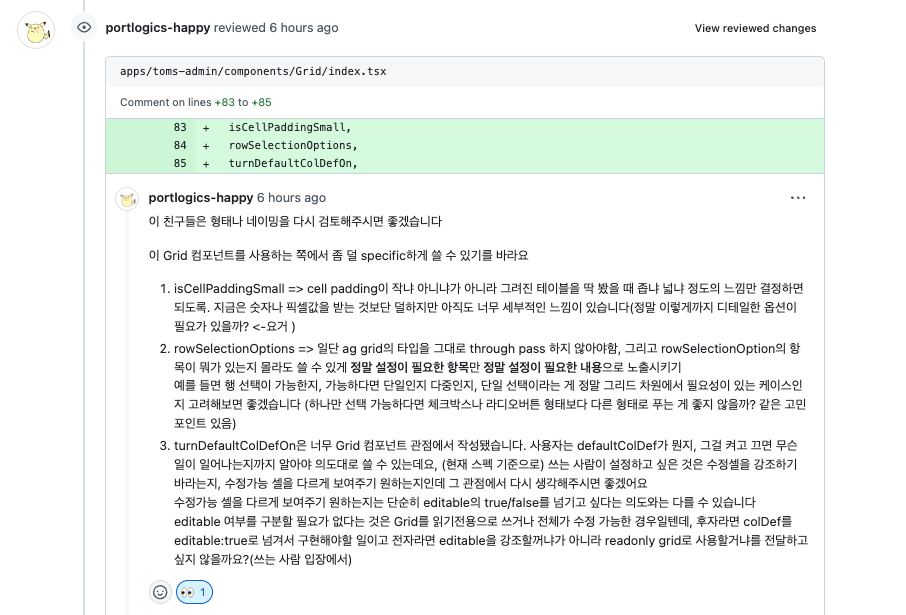 portlogics-happy reviewed 6 hours ago
View reviewed changes
apps/toms-admin/components/Grid/index.tsx
Comment on lines +83 to +85
83 + isCellPaddingSmall,
84 + rowSelectionOptions,
85 + turnDefaultColDefOn,
portlogics-happy 6 hours ago
이 친구들은 형태나 네이밍을 다시 검토해주시면 좋겠습니다
이 Grid 컴포넌트를 사용하는 쪽에서 좀 덜 specific하게 쓸 수 있기를 바라요
1. isCellPaddingSmall => cell padding이 작냐 아니냐가 아니라 그려진 테이블을 딱 봤을 때 좁냐 넓냐 정도의 느낌만 결정하면
되도록. 지금은 숫자나 픽셀값을 받는 것보단 덜하지만 아직도 너무 세부적인 느낌이 있습니다(정말 이렇게까지 디테일한 옵션이
필요가 있을까? <-요거 )
2. rowSelectionOptions => 일단 ag grid의 타입을 그대로 through pass 하지 않아야함, 그리고 rowSelectionOption의 항
목이 뭐가 있는지 몰라도 쓸 수 있게 정말 설정이 필요한 항목만 정말 설정이 필요한 내용으로 노출시키기
예를 들면 행 선택이 가능한지, 가능하다면 단일인지 다중인지, 단일 선택이라는 게 정말 그리드 차원에서 필요성이 있는 케이스인
지 고려해보면 좋겠습니다 (하나만 선택 가능하다면 체크박스나 라디오버튼 형태보다 다른 형태로 푸는 게 좋지 않을까? 같은 고민
포인트 있음)
3. turnDefaultColDefOn은 너무 Grid 컴포넌트 관점에서 작성됐습니다. 사용자는 defaultColDef가 뭔지, 그걸 켜고 끄면 무슨
일이 일어나는지까지 알아야 의도대로 쓸 수 있는데요, (현재 스펙 기준으로) 쓰는 사람이 설정하고 싶은 것은 수정셀을 강조하기
바라는지, 수정가능 셀을 다르게 보여주기 원하는지인데 그 관점에서 다시 생각해주시면 좋겠어요
수정가능 셀을 다르게 보여주기 원하는지는 단순히 editable의 true/false를 넘기고 싶다는 의도와는 다를 수 있습니다
editable 여부를 구분할 필요가 없다는 것은 Grid를 읽기전용으로 쓰거나 전체가 수정 가능한 경우일텐데, 후자라면 colDef를
editable:true로 넘겨서 구현해야할 일이고 전자라면 editable을 강조할꺼냐가 아니라 readonly grid로 사용할거냐를 전달하고
싶지 않을까요?(쓰는 사람 입장에서)
👀 1